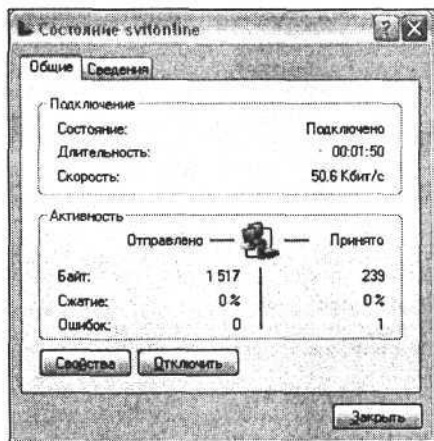 Состояние svitonline
Общие Сведения
Подключение
Состояние: Подключено
Длительность: 00:01:50
Скорость: 50.6 Кбит/с
Активность
Отправлено — — Принято
Байт: 1 517 239
Сжатие: 0 % 0 %
Ошибок: 0 1
Свойства Отключить
Закрыть